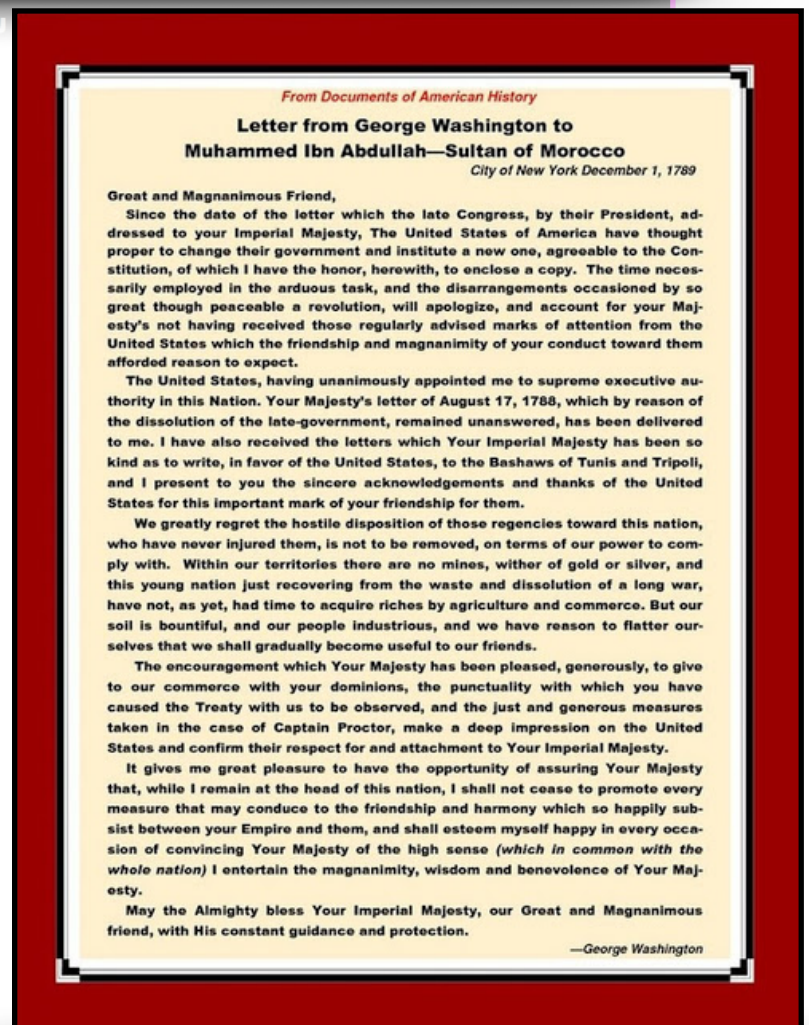 From Documents of American History
Letter from George Washington to
Muhammed Ibn Abdullah—Sultan of Morocco
City of New York December 1, 1789
Great and Magnanimous Friend,
Since the date of the letter which the late Congress, by their President, ad-
dressed to your Imperial Majesty, The United States of America have thought
proper to change their government and institute a new one, agreeable to the Con-
stitution, of which I have the honor, herewith, to enclose a copy. The time neces-
sarily employed in the arduous task, and the disarrangements occasioned by so
great though peaceable a revolution, will apologize, and account for your Maj-
esty's not having received those regularly advised marks of attention from the
United States which the friendship and magnanimity of your conduct toward them
afforded reason to expect.
The United States, having unanimously appointed me to supreme executive au-
thority in this Nation. Your Majesty's letter of August 17, 1788, which by reason of
the dissolution of the late-government, remained unanswered, has been delivered
to me. I have also received the letters which Your Imperial Majesty has been so
kind as to write, in favor of the United States, to the Bashaws of Tunis and Tripoli,
and I present to you the sincere acknowledgements and thanks of the United
States for this important mark of your friendship for them.
We greatly regret the hostile disposition of those regencies toward this nation,
who have never injured them, is not to be removed, on terms of our power to com-
ply with. Within our territories there are no mines, wither of gold or silver, and
this young nation just recovering from the waste and dissolution of a long war,
have not, as yet, had time to acquire riches by agriculture and commerce. But our
soil is bountiful, and our people industrious, and we have reason to flatter our-
selves that we shall gradually become useful to our friends.
The encouragement which Your Majesty has been pleased, generously, to give
to our commerce with your dominions, the punctuality with which you have
caused the Treaty with us to be observed, and the just and generous measures
taken in the case of Captain Proctor, make a deep impression on the United
States and confirm their respect for and attachment to Your Imperial Majesty.
It gives me great pleasure to have the opportunity of assuring Your Majesty
that, while I remain at the head of this nation, I shall not cease to promote every
measure that may conduce to the friendship and harmony which so happily sub-
sist between your Empire and them, and shall esteem myself happy in every occa-
sion of convincing Your Majesty of the high sense (which in common with the
whole nation) I entertain the magnanimity, wisdom and benevolence of Your Maj-
esty.
May the Almighty bless Your Imperial Majesty, our Great and Magnanimous
friend, with His constant guidance and protection.
—George Washington